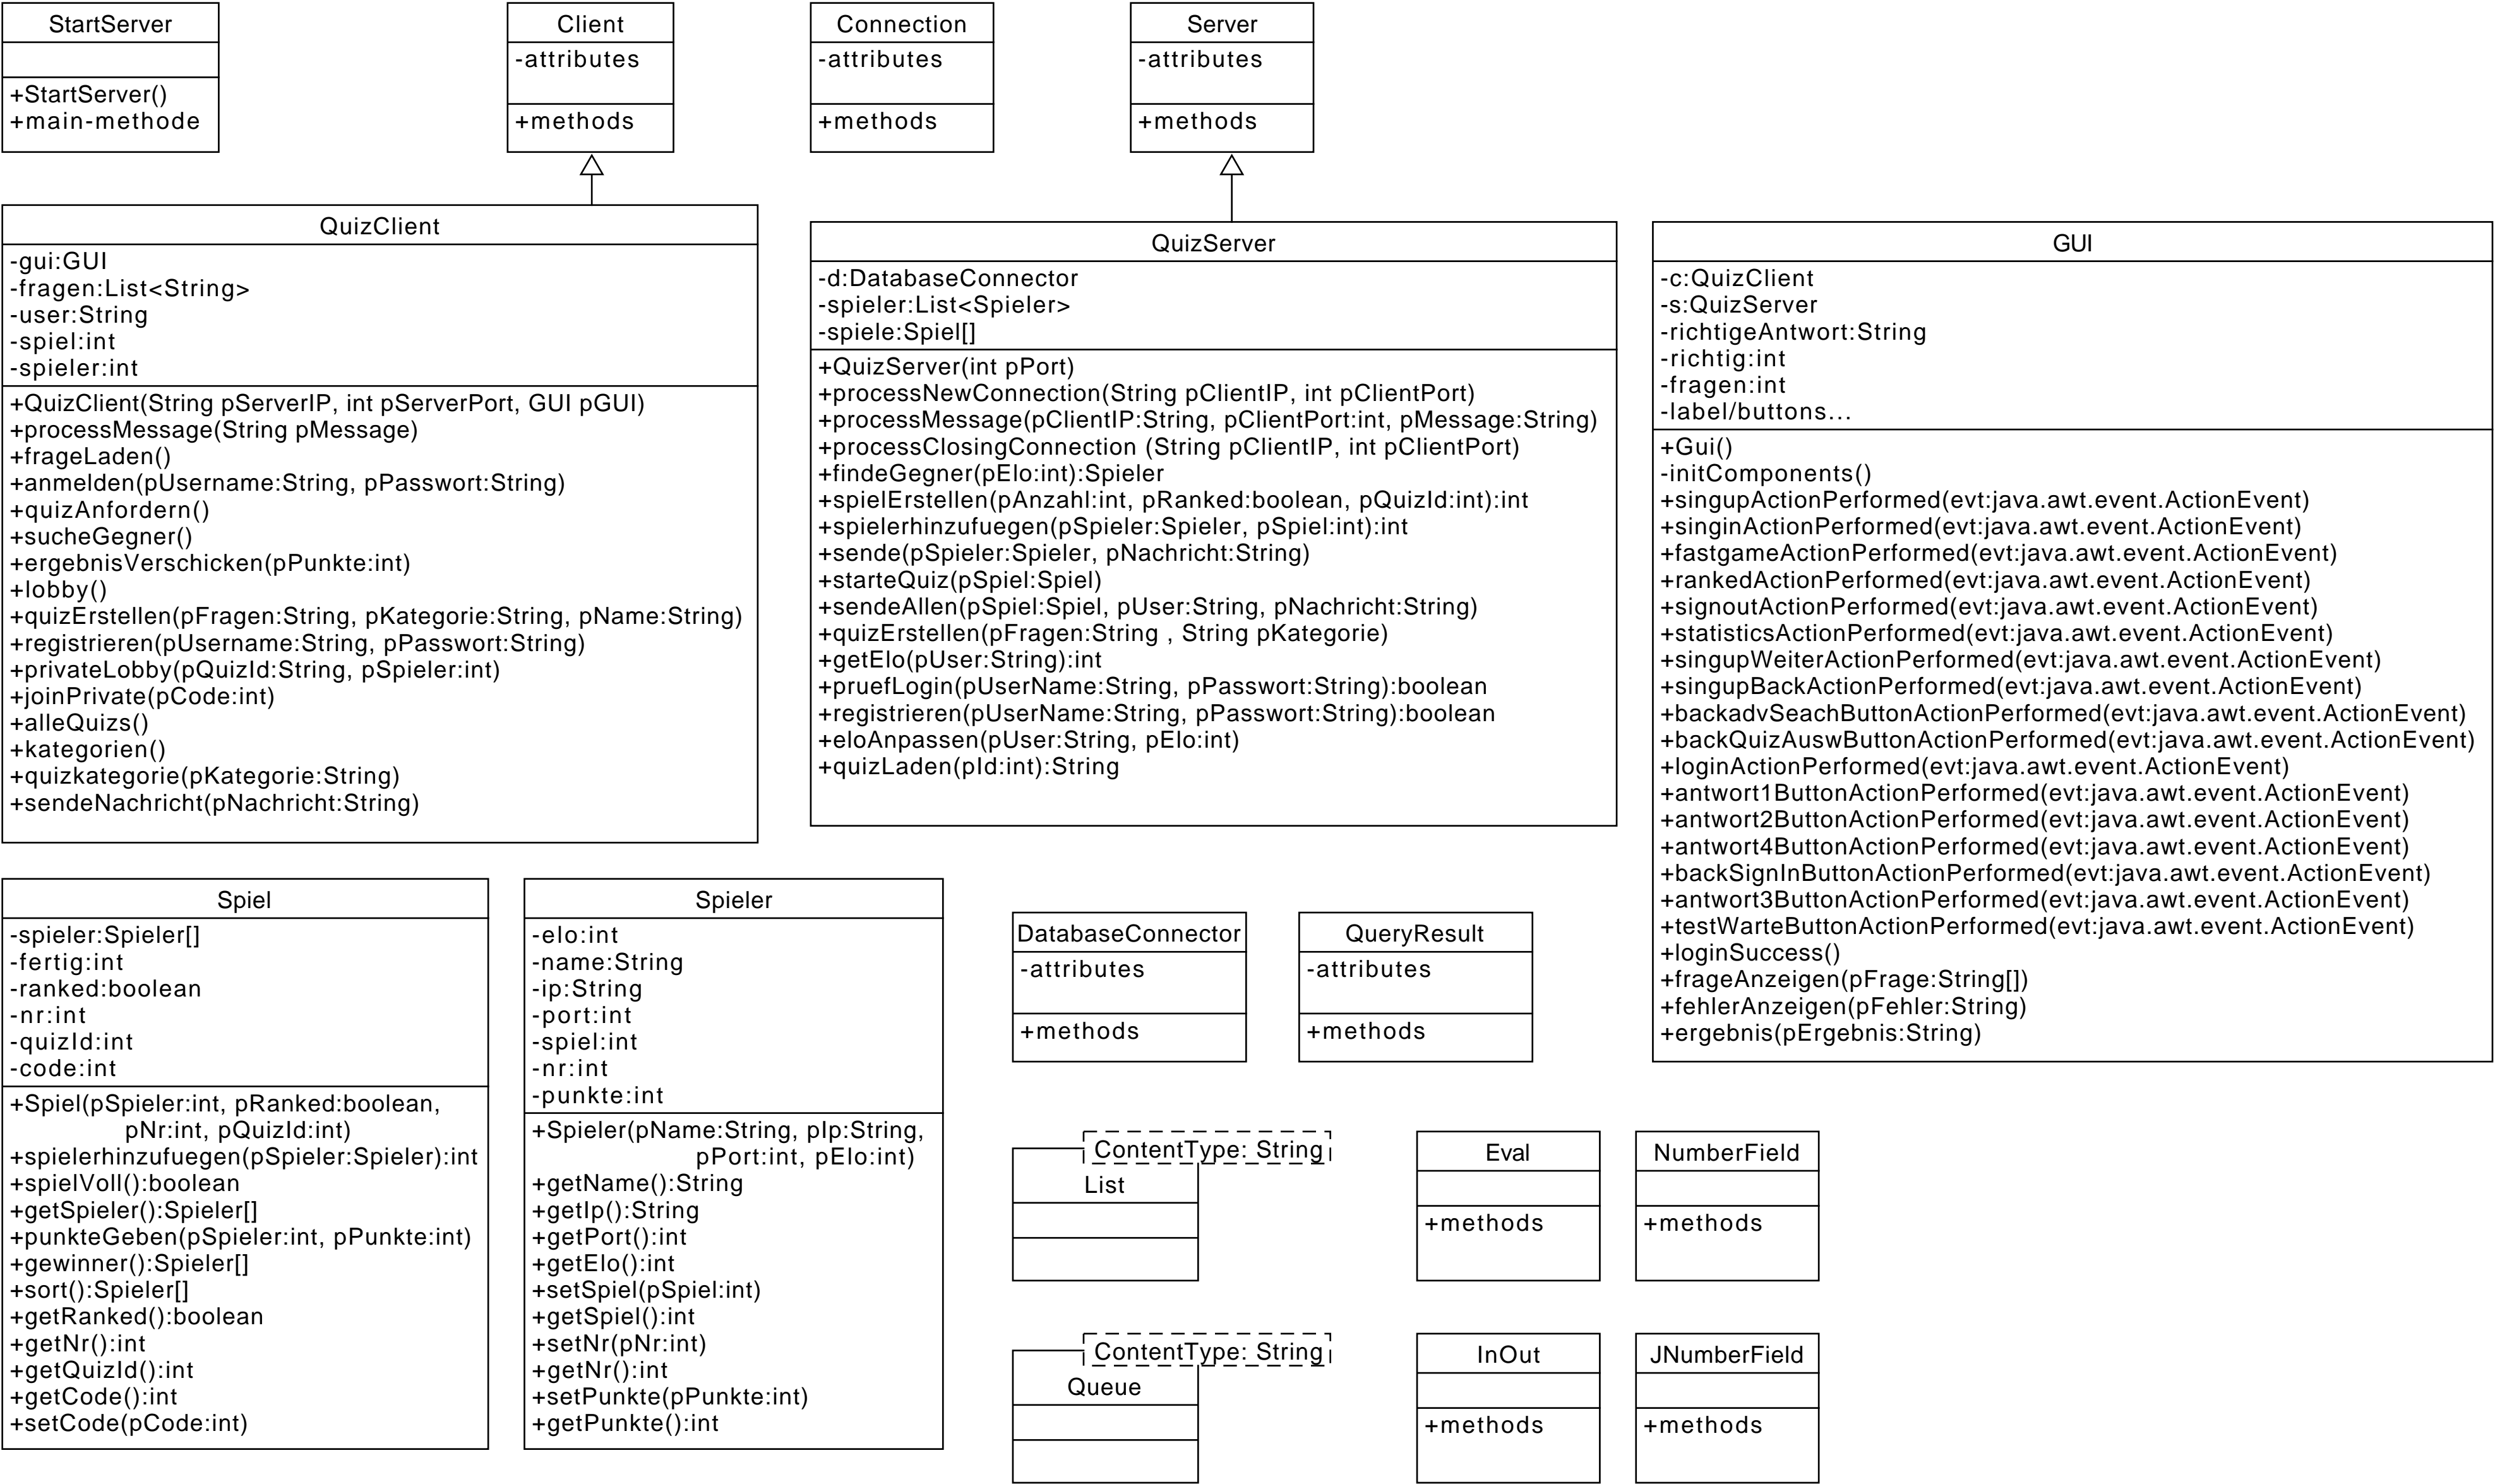 StartServer
+StartServer()
+main-methode
Client
-attributes
+methods
Connection
-attributes
+methods
Server
-attributes
+methods
QuizClient
-gui:GUI
-fragen:List<String>
-user:String
-spiel:int
-spieler:int
+QuizClient(String pServerIP, int pServerPort, GUI pGUI)
+processMessage(String pMessage)
+frageLaden()
+anmelden(pUsername:String, pPasswort:String)
+quizAnfordern()
+sucheGegner()
+ergebnisVerschicken(pPunkte:int)
+lobby()
+quizErstellen(pFragen:String, pKategorie:String, pName:String)
+registrieren(pUsername:String, pPasswort:String)
+privateLobby(pQuizId:String, pSpieler:int)
+joinPrivate(pCode:int)
+alleQuizs()
+kategorien()
+quizkategorie(pKategorie:String)
+sendeNachricht(pNachricht:String)
QuizServer
-d:DatabaseConnector
-spieler:List<Spieler>
-spiele:Spiel[]
+QuizServer(int pPort)
+processNewConnection(String pClientIP, int pClientPort)
+processMessage(pClientIP:String, pClientPort:int, pMessage:String)
+processClosingConnection (String pClientIP, int pClientPort)
+findeGegner(pElo:int):Spieler
+spielErstellen(pAnzahl:int, pRanked:boolean, pQuizId:int):int
+spielerhinzufuegen(pSpieler:Spieler, pSpiel:int):int
+sende(pSpieler:Spieler, pNachricht:String)
+starteQuiz(pSpiel:Spiel)
+sendeAllen(pSpiel:Spiel, pUser:String, pNachricht:String)
+quizErstellen(pFragen:String , String pKategorie)
+getElo(pUser:String):int
+pruefLogin(pUserName:String, pPasswort:String):boolean
+registrieren(pUserName:String, pPasswort:String):boolean
+eloAnpassen(pUser:String, pElo:int)
+quizLaden(pId:int):String
GUI
-c:QuizClient
-s:QuizServer
-richtigeAntwort:String
-richtig:int
-fragen:int
-label/buttons...
+Gui()
-initComponents()
+singupActionPerformed(evt:java.awt.event.ActionEvent)
+singinActionPerformed(evt:java.awt.event.ActionEvent)
+fastgameActionPerformed(evt:java.awt.event.ActionEvent)
+rankedActionPerformed(evt:java.awt.event.ActionEvent)
+signoutActionPerformed(evt:java.awt.event.ActionEvent)
+statisticsActionPerformed(evt:java.awt.event.ActionEvent)
+singupWeiterActionPerformed(evt:java.awt.event.ActionEvent)
+singupBackActionPerformed(evt:java.awt.event.ActionEvent)
+backadvSeachButtonActionPerformed(evt:java.awt.event.ActionEvent)
+backQuizAuswButtonActionPerformed(evt:java.awt.event.ActionEvent)
+loginActionPerformed(evt:java.awt.event.ActionEvent)
+antwort1ButtonActionPerformed(evt:java.awt.event.ActionEvent)
+antwort2ButtonActionPerformed(evt:java.awt.event.ActionEvent)
+antwort4ButtonActionPerformed(evt:java.awt.event.ActionEvent)
+backSignInButtonActionPerformed(evt:java.awt.event.ActionEvent)
+antwort3ButtonActionPerformed(evt:java.awt.event.ActionEvent)
+testWarteButtonActionPerformed(evt:java.awt.event.ActionEvent)
+loginSuccess()
+frageAnzeigen(pFrage:String[])
+fehlerAnzeigen(pFehler:String)
+ergebnis(pErgebnis:String)
Spiel
-spieler:Spieler[]
-fertig:int
-ranked:boolean
-nr:int
-quizId:int
-code:int
+Spiel(pSpieler:int, pRanked:boolean,
pNr:int, pQuizId:int)
+spielerhinzufuegen(pSpieler:Spieler):int
+spielVoll():boolean
+getSpieler():Spieler[]
+punkteGeben(pSpieler:int, pPunkte:int)
+gewinner():Spieler[]
+sort():Spieler[]
+getRanked():boolean
+getNr():int
+getQuizId():int
+getCode():int
+setCode(pCode:int)
Spieler
-elo:int
-name:String
-ip:String
-port:int
-spiel:int
-nr:int
-punkte:int
+Spieler(pName:String, pIp:String,
pPort:int, pElo:int)
+getName():String
+getIp():String
+getPort():int
+getElo():int
+setSpiel(pSpiel:int)
+getSpiel():int
+setNr(pNr:int)
+getNr():int
+setPunkte(pPunkte:int)
+getPunkte():int
DatabaseConnector
-attributes
+methods
QueryResult
-attributes
+methods
ContentType: String
List
Eval
+methods
NumberField
+methods
ContentType: String
Queue
InOut
+methods
JNumberField
+methods